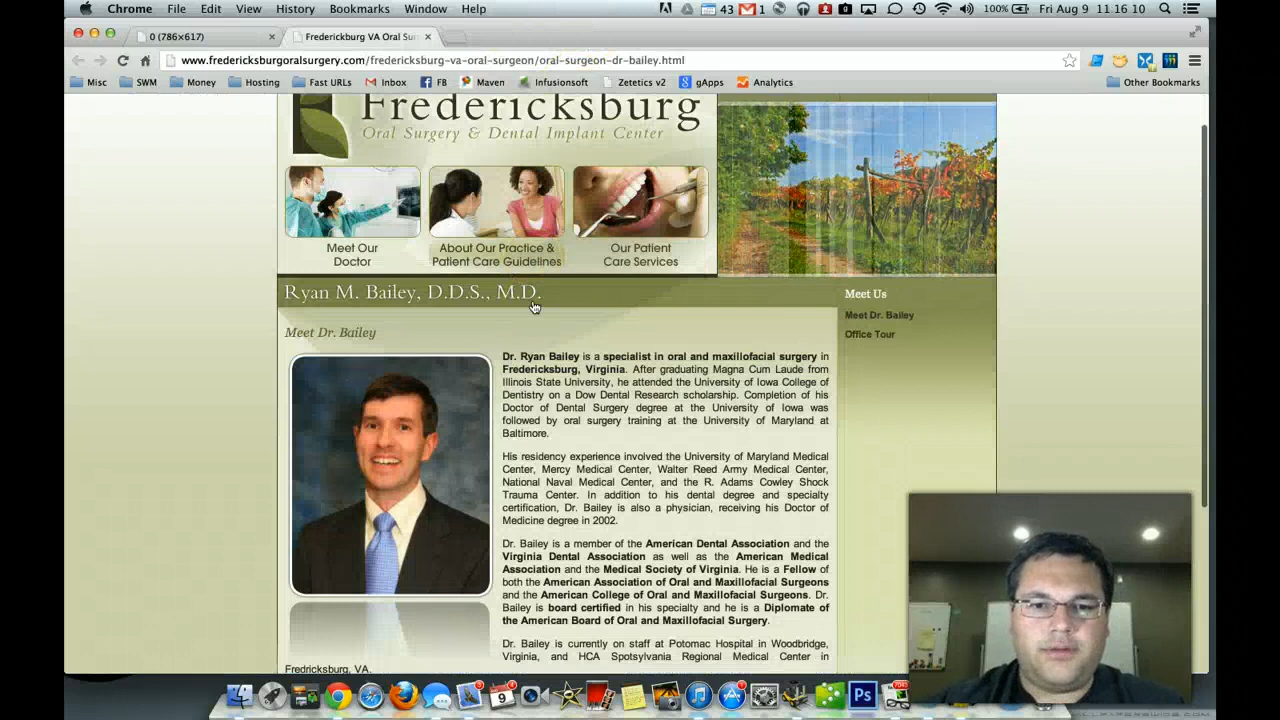 Chrome File Edit View History Bookmarks Window Help 43 1 100% Fri Aug 9 11 16 10
0 (786×617)
Fredericksburg VA Oral Sur
www.fredericksburgoralsurgery.com/fredericksburg-va-oral-surgeon/oral-surgeon-dr-bailey.html
Misc SWM Money Hosting Fast URLs Inbox FB Maven Infusionsoft Zetetics v2 gApps Analytics Other Bookmarks
Fredericksburg
Oral Surgery & Dental Implant Center
Meet Our
Doctor
About Our Practice &
Patient Care Guidelines
Our Patient
Care Services
Ryan M. Bailey, D.D.S., M.D.
Meet Us
Meet Dr. Bailey
Office Tour
Meet Dr. Bailey
Dr. Ryan Bailey is a specialist in oral and maxillofacial surgery in
Fredericksburg, Virginia. After graduating Magna Cum Laude from
Illinois State University, he attended the University of Iowa College of
Dentistry on a Dow Dental Research scholarship. Completion of his
Doctor of Dental Surgery degree at the University of Iowa was
followed by oral surgery training at the University of Maryland at
Baltimore.
His residency experience involved the University of Maryland Medical
Center, Mercy Medical Center, Walter Reed Army Medical Center,
National Naval Medical Center, and the R. Adams Cowley Shock
Trauma Center. In addition to his dental degree and specialty
certification, Dr. Bailey is also a physician, receiving his Doctor of
Medicine degree in 2002.
Dr. Bailey is a member of the American Dental Association and the
Virginia Dental Association as well as the American Medical
Association and the Medical Society of Virginia. He is a Fellow of
both the American Association of Oral and Maxillofacial Surgeons
and the American College of Oral and Maxillofacial Surgeons. Dr.
Bailey is board certified in his specialty and he is a Diplomate of
the American Board of Oral and Maxillofacial Surgery.
Dr. Bailey is currently on staff at Potomac Hospital in Woodbridge,
Virginia, and HCA Spotsylvania Regional Medical Center in
Fredricksburg, VA.
9
Ps